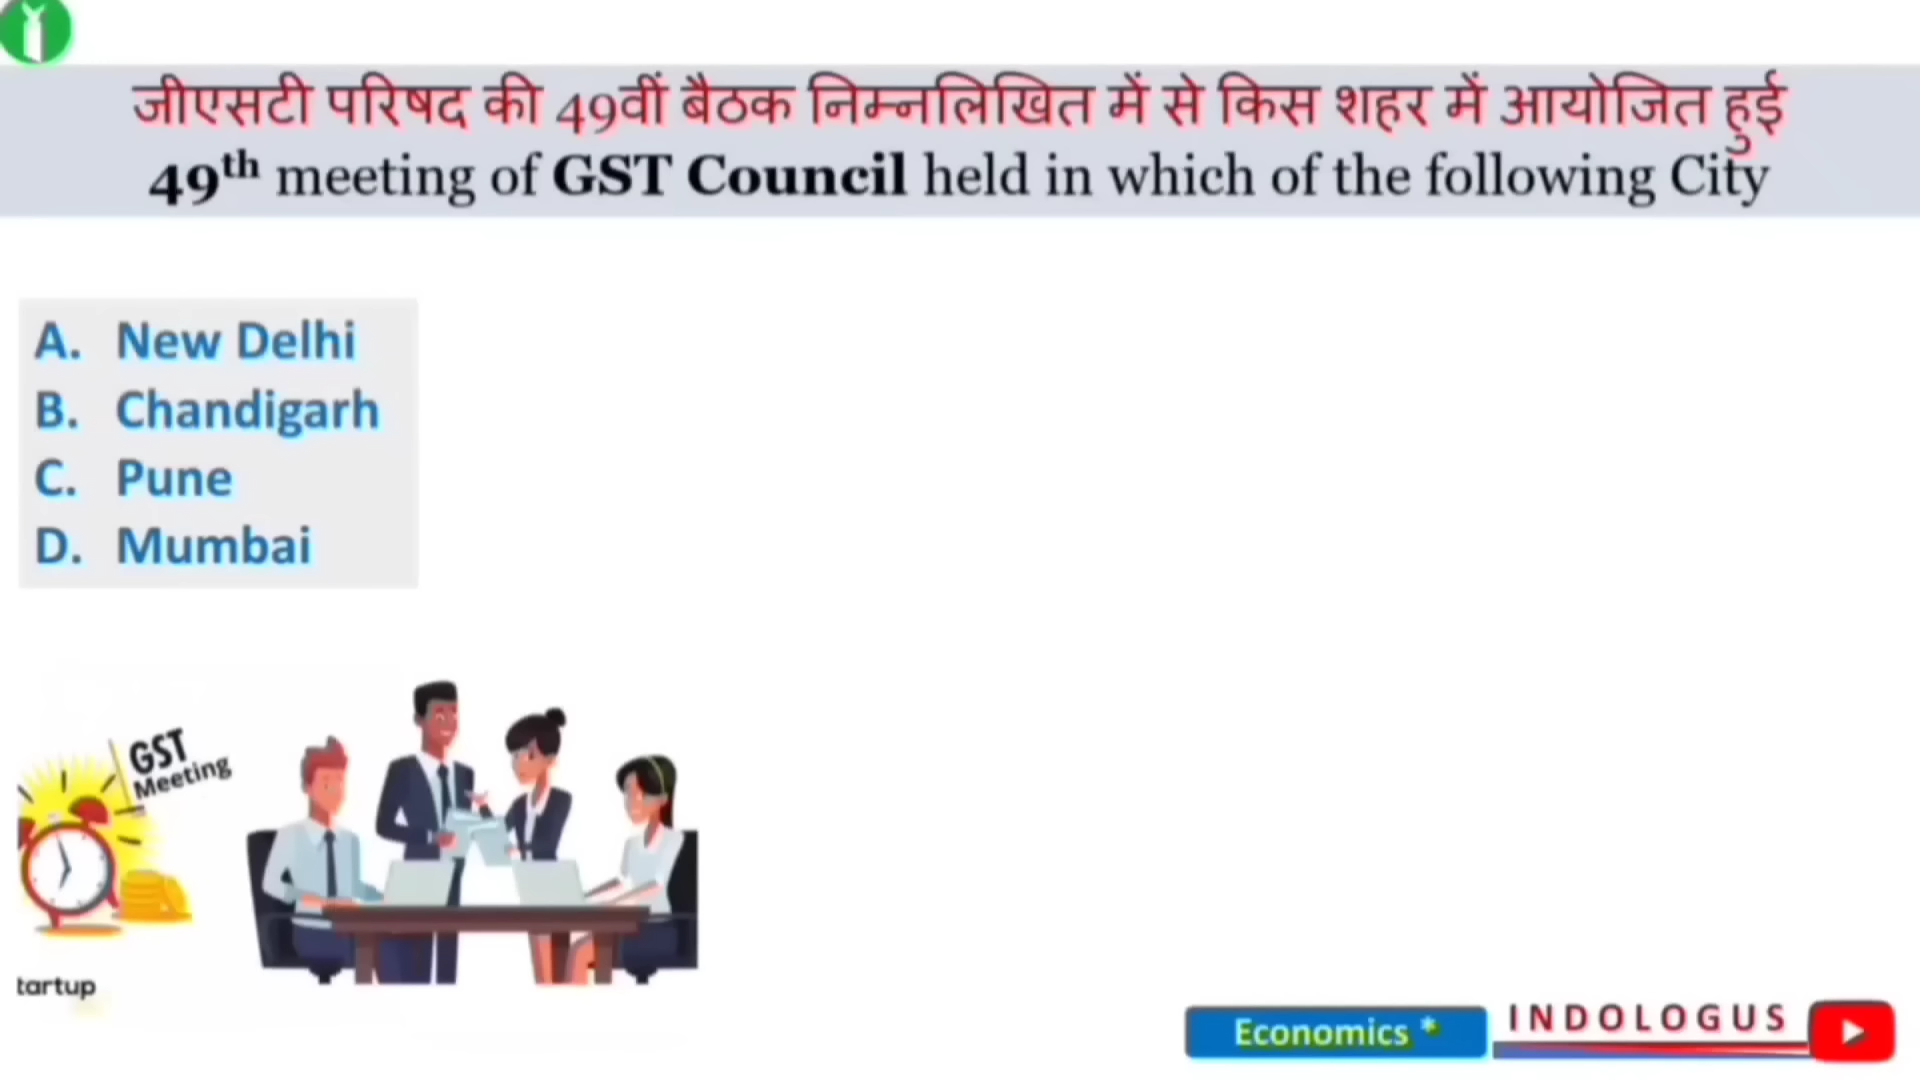 जीएसटी परिषद की 49वीं बैठक निम्नलिखित में से किस शहर में आयोजित हुई
49th meeting of GST Council held in which of the following City
A. New Delhi
B. Chandigarh
C. Pune
D. Mumbai
GST
Meeting
tartup
Economics *
INDOLOGUS